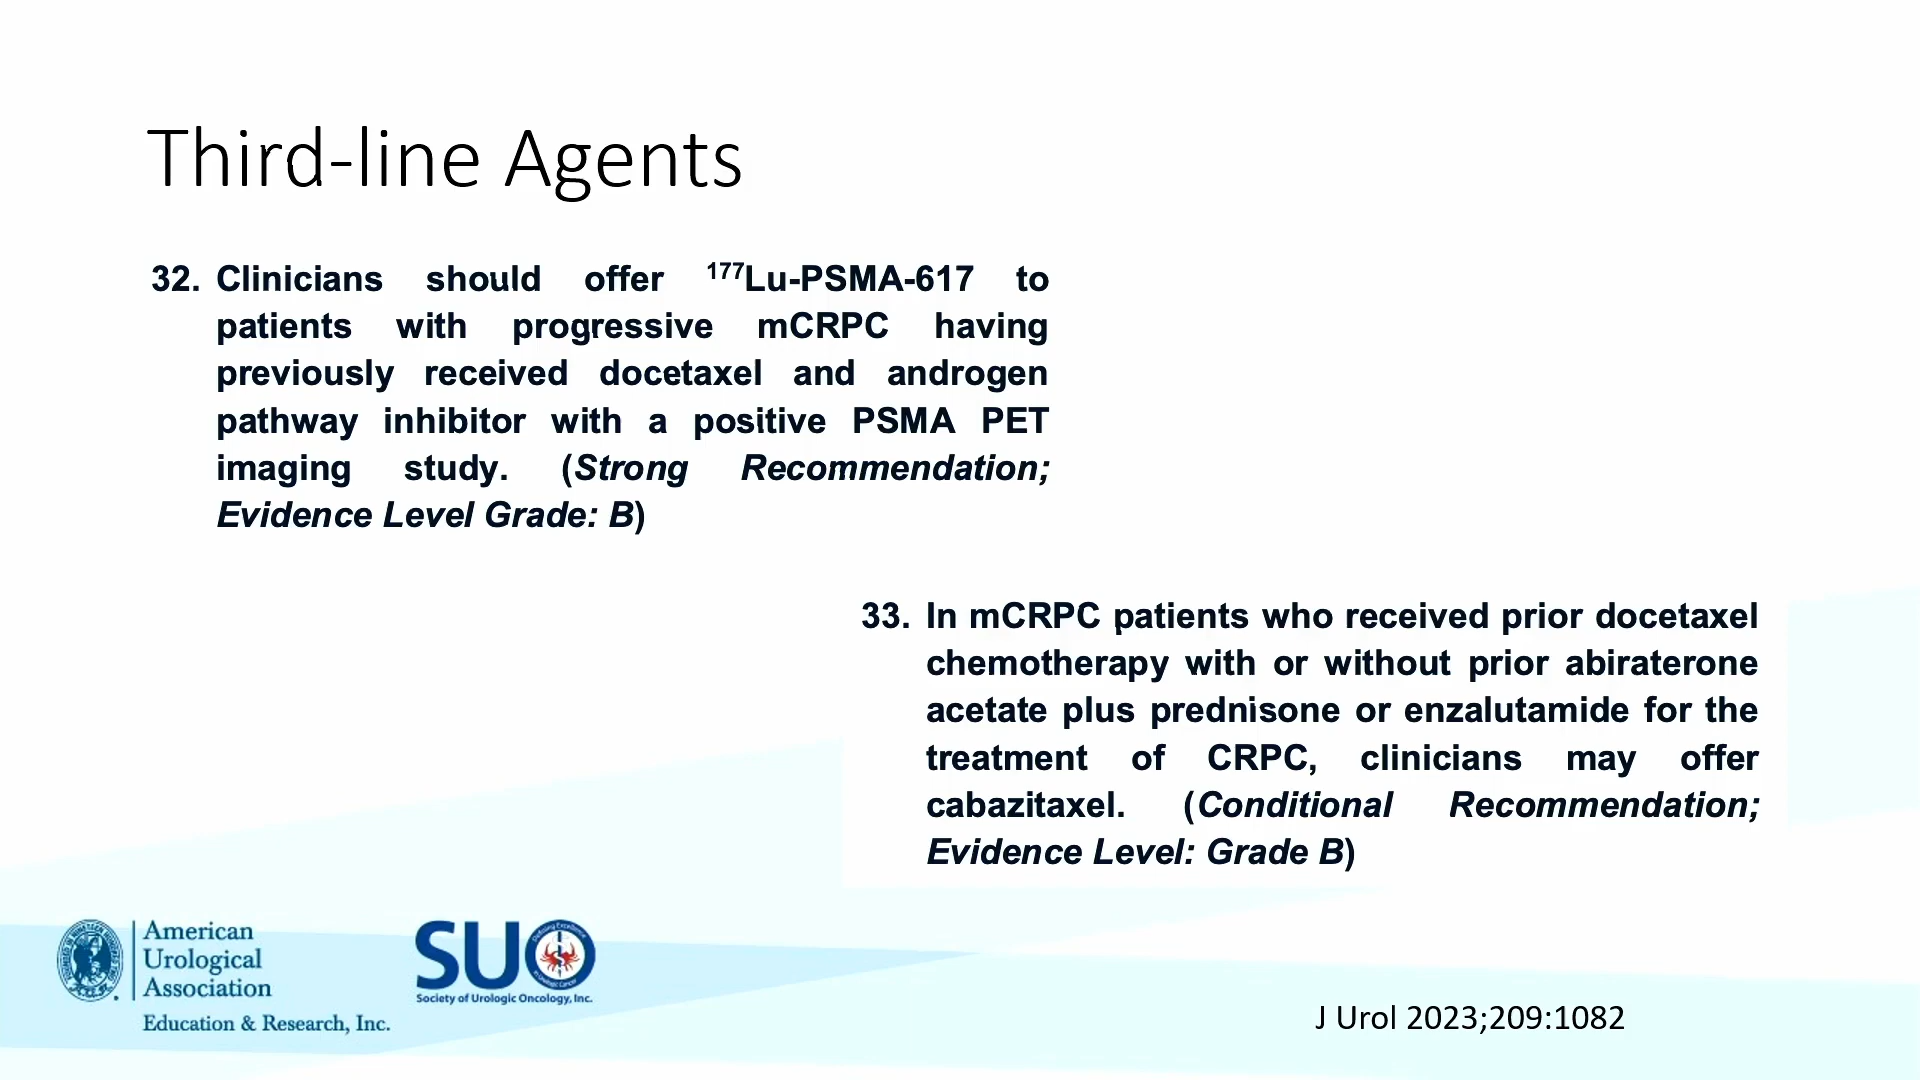 Third-line Agents
32. Clinicians should offer ¹⁷⁷Lu-PSMA-617 to
patients with progressive mCRPC having
previously received docetaxel and androgen
pathway inhibitor with a positive PSMA PET
imaging study. (Strong Recommendation;
Evidence Level Grade: B)
33. In mCRPC patients who received prior docetaxel
chemotherapy with or without prior abiraterone
acetate plus prednisone or enzalutamide for the
treatment of CRPC, clinicians may offer
cabazitaxel. (Conditional Recommendation;
Evidence Level: Grade B)
American
Urological
Association
Education & Research, Inc.
SUO
Society of Urologic Oncology, Inc.
J Urol 2023;209:1082